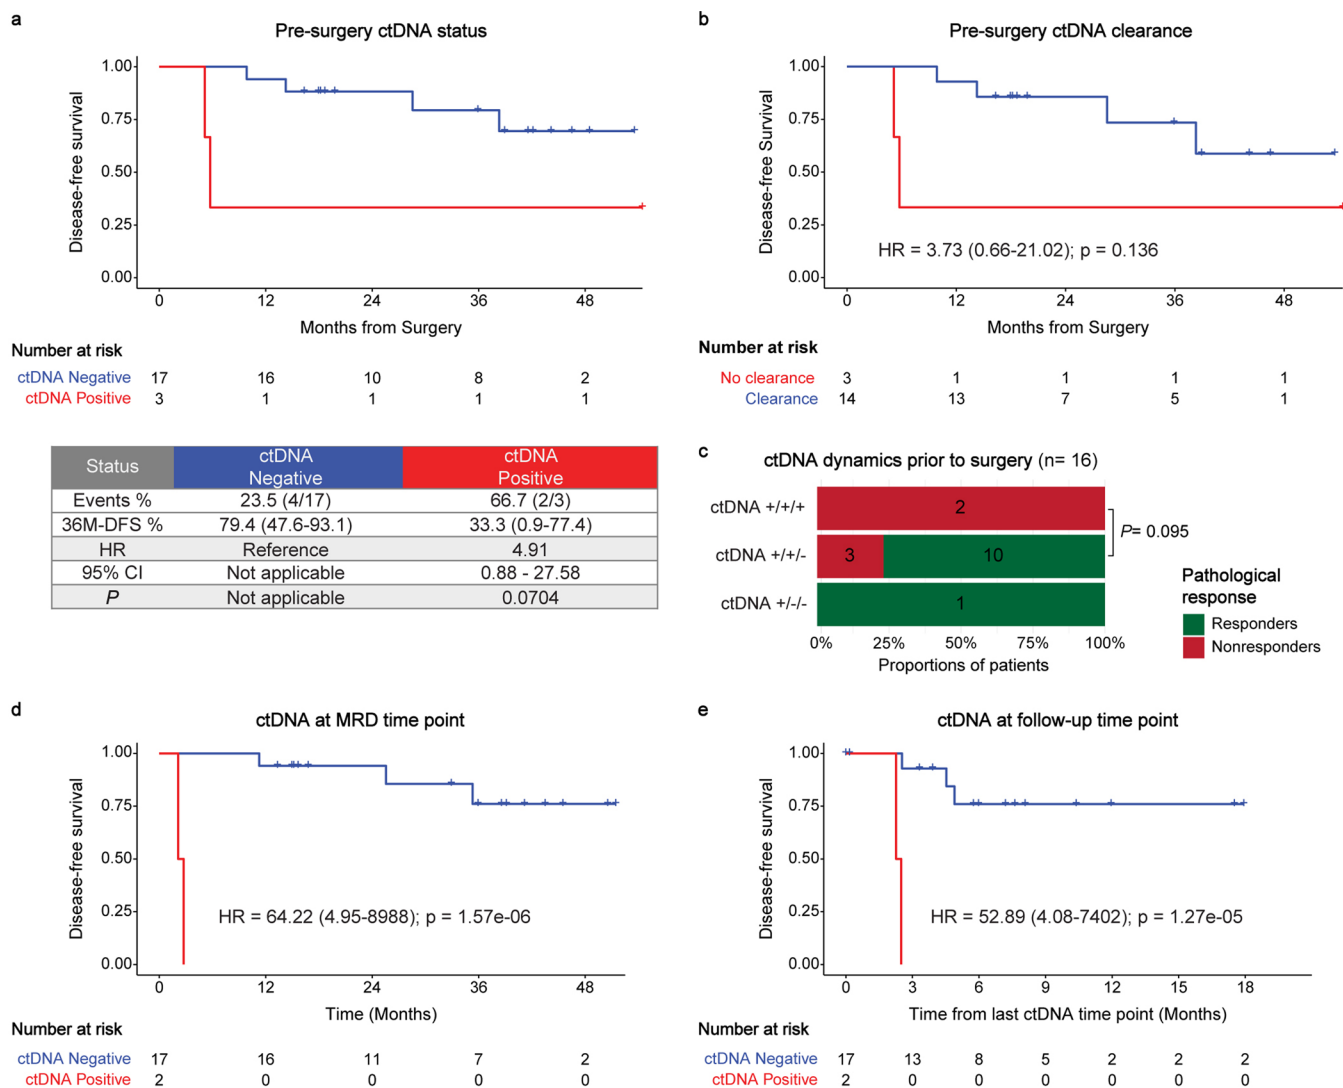 a
Pre-surgery ctDNA status
Disease-free survival
1.00
0.75
0.50
0.25
0.00
0 12 24 36 48
Months from Surgery
Number at risk
ctDNA Negative 17 16 10 8 2
ctDNA Positive 3 1 1 1 1
Status ctDNA Negative ctDNA Positive
Events % 23.5 (4/17) 66.7 (2/3)
36M-DFS % 79.4 (47.6-93.1) 33.3 (0.9-77.4)
HR Reference 4.91
95% CI Not applicable 0.88 - 27.58
P Not applicable 0.0704
b
Pre-surgery ctDNA clearance
Disease-free Survival
1.00
0.75
0.50
0.25
0.00
HR = 3.73 (0.66-21.02); p = 0.136
0 12 24 36 48
Months from Surgery
Number at risk
No clearance 3 1 1 1 1
Clearance 14 13 7 5 1
c
ctDNA dynamics prior to surgery (n= 16)
ctDNA +/+/+ 2
ctDNA +/+/- 3 10
ctDNA +/-/- 1
P= 0.095
0% 25% 50% 75% 100%
Proportions of patients
Pathological
response
Responders
Nonresponders
d
ctDNA at MRD time point
Disease-free survival
1.00
0.75
0.50
0.25
0.00
HR = 64.22 (4.95-8988); p = 1.57e-06
0 12 24 36 48
Time (Months)
Number at risk
ctDNA Negative 17 16 11 7 2
ctDNA Positive 2 0 0 0 0
e
ctDNA at follow-up time point
Disease-free survival
1.00
0.75
0.50
0.25
0.00
HR = 52.89 (4.08-7402); p = 1.27e-05
0 3 6 9 12 15 18
Time from last ctDNA time point (Months)
Number at risk
ctDNA Negative 17 13 8 5 2 2 2
ctDNA Positive 2 0 0 0 0 0 0